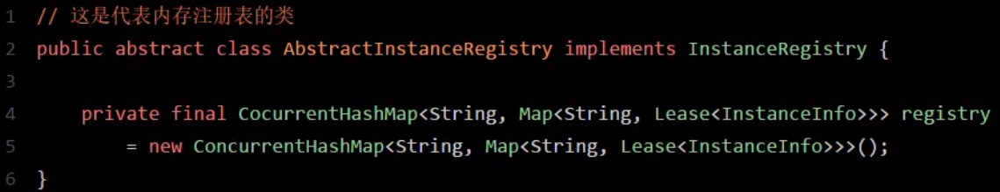 1 // 这是代表内存注册表的类
2 public abstract class AbstractInstanceRegistry implements InstanceRegistry {
3
4     private final CocurrentHashMap<String, Map<String, Lease<InstanceInfo>>> registry
5         = new ConcurrentHashMap<String, Map<String, Lease<InstanceInfo>>>();
6 }